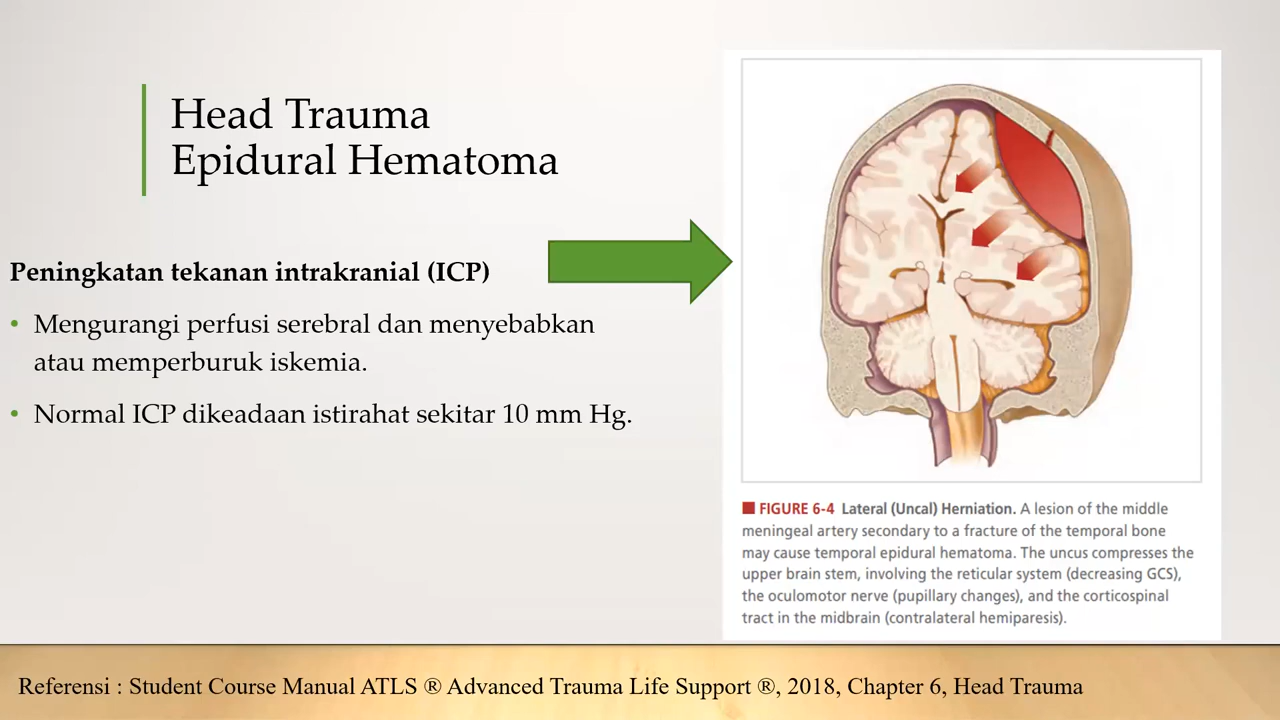 Head Trauma
Epidural Hematoma
Peningkatan tekanan intrakranial (ICP)
• Mengurangi perfusi serebral dan menyebabkan
atau memperburuk iskemia.
• Normal ICP dikeadaan istirahat sekitar 10 mm Hg.
FIGURE 6-4 Lateral (Uncal) Herniation. A lesion of the middle
meningeal artery secondary to a fracture of the temporal bone
may cause temporal epidural hematoma. The uncus compresses the
upper brain stem, involving the reticular system (decreasing GCS),
the oculomotor nerve (pupillary changes), and the corticospinal
tract in the midbrain (contralateral hemiparesis).
Referensi : Student Course Manual ATLS ® Advanced Trauma Life Support ®, 2018, Chapter 6, Head Trauma